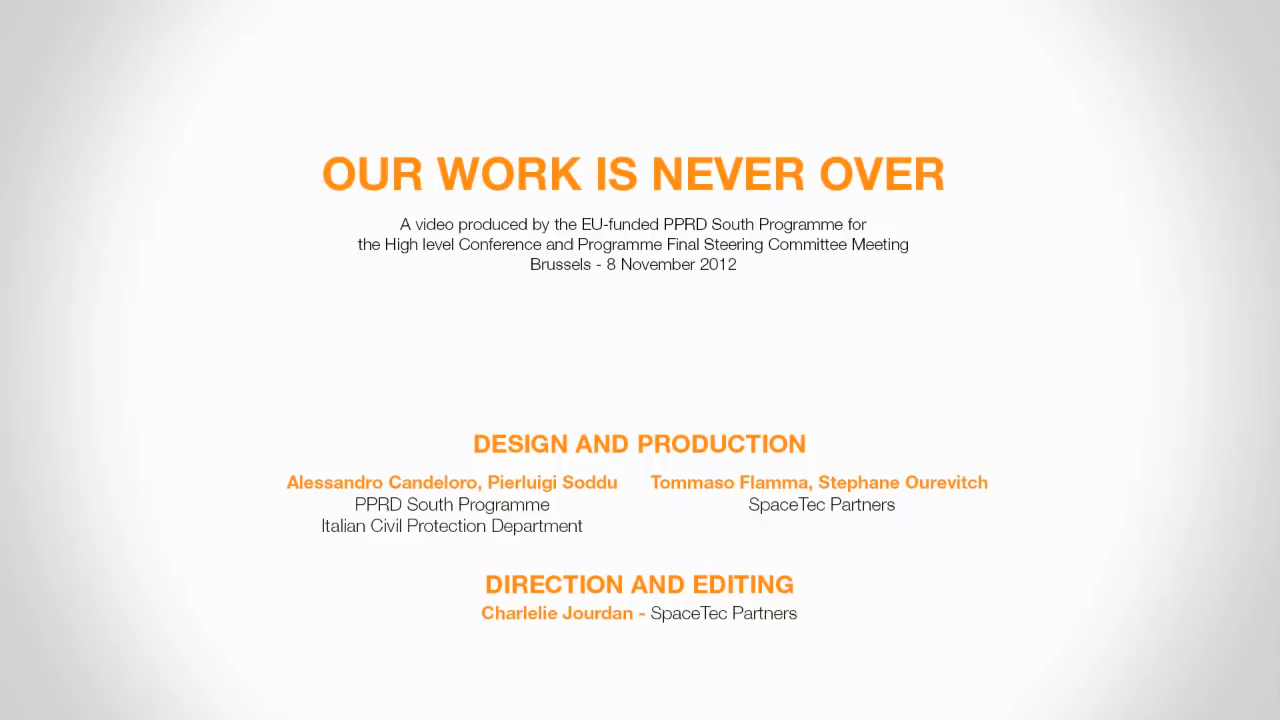 OUR WORK IS NEVER OVER
A video produced by the EU-funded PPRD South Programme for
the High level Conference and Programme Final Steering Committee Meeting
Brussels - 8 November 2012
DESIGN AND PRODUCTION
Alessandro Candeloro, Pierluigi Soddu
PPRD South Programme
Italian Civil Protection Department
Tommaso Flamma, Stephane Ourevitch
SpaceTec Partners
DIRECTION AND EDITING
Charlelie Jourdan - SpaceTec Partners